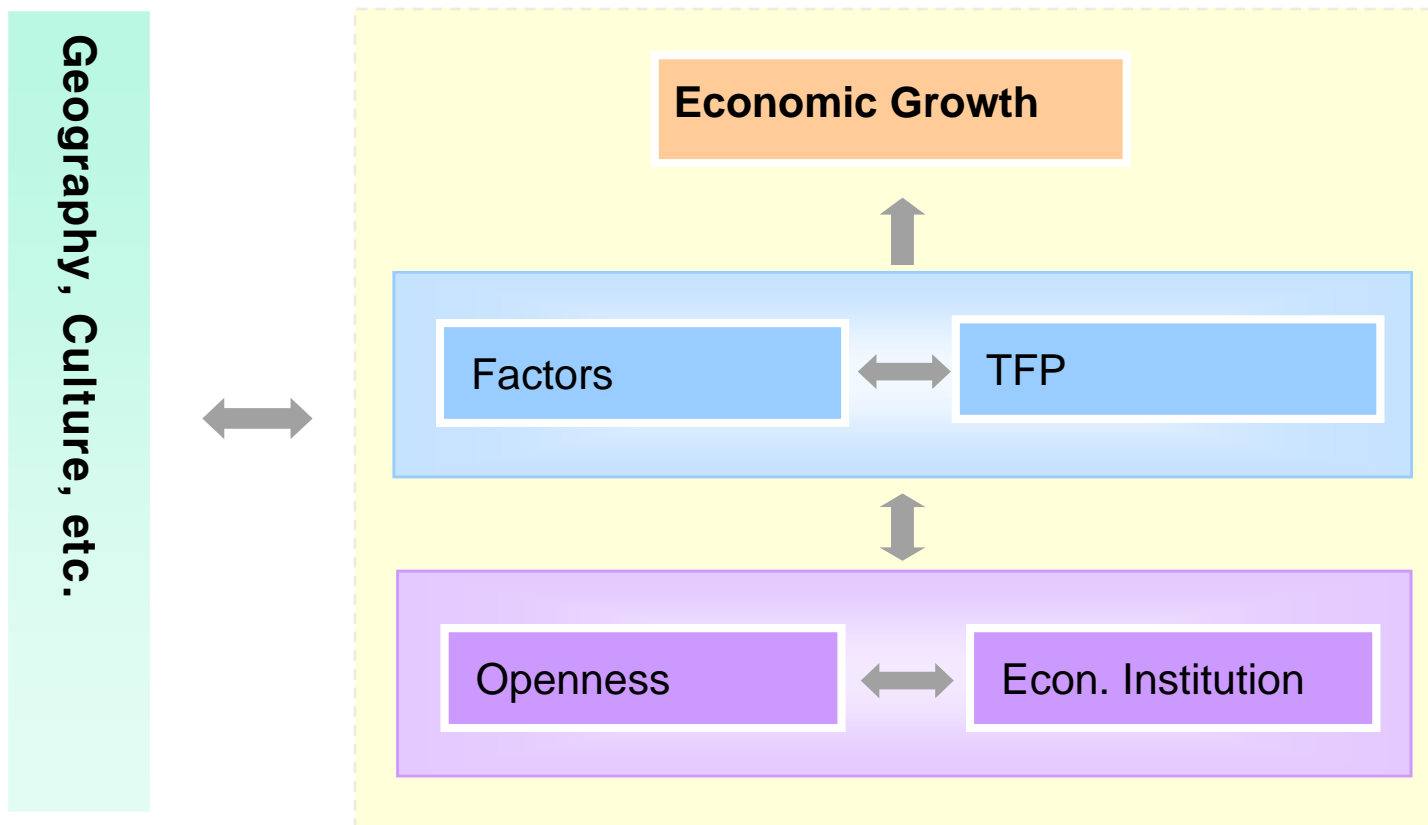 Geography, Culture, etc.
Economic Growth
Factors
TFP
Openness
Econ. Institution